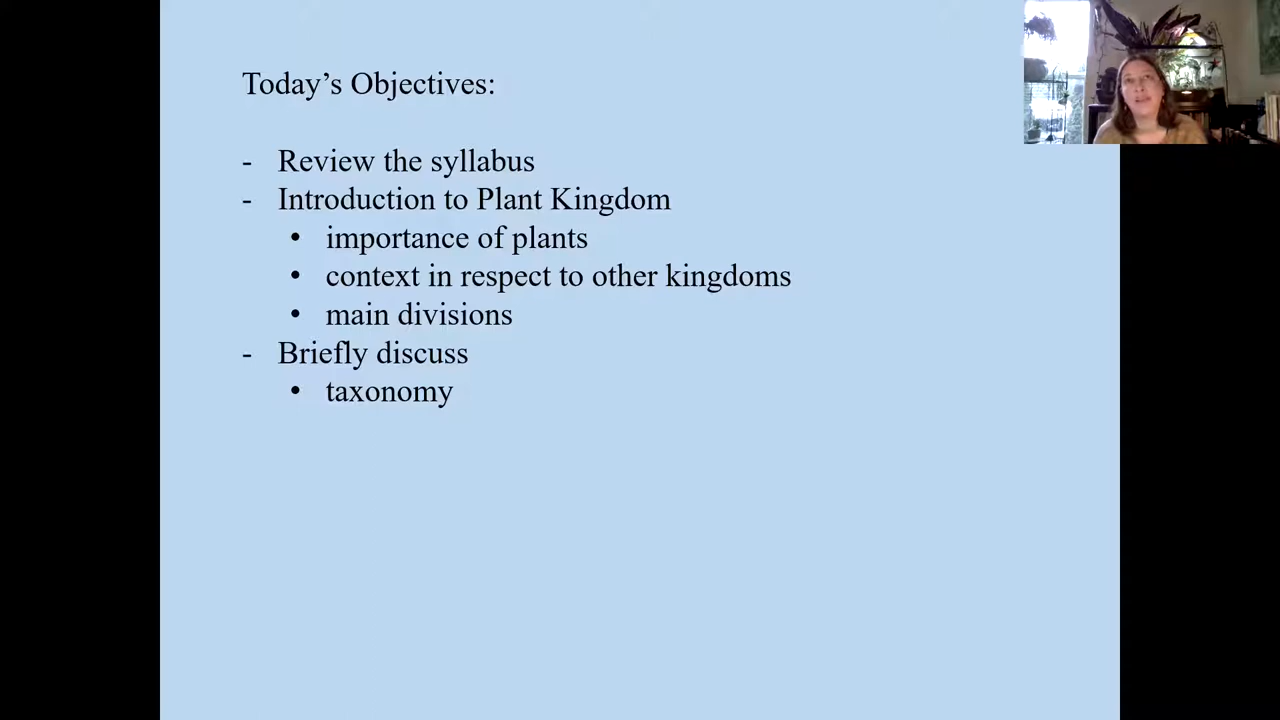 Today’s Objectives:
- Review the syllabus
- Introduction to Plant Kingdom
• importance of plants
• context in respect to other kingdoms
• main divisions
- Briefly discuss
• taxonomy